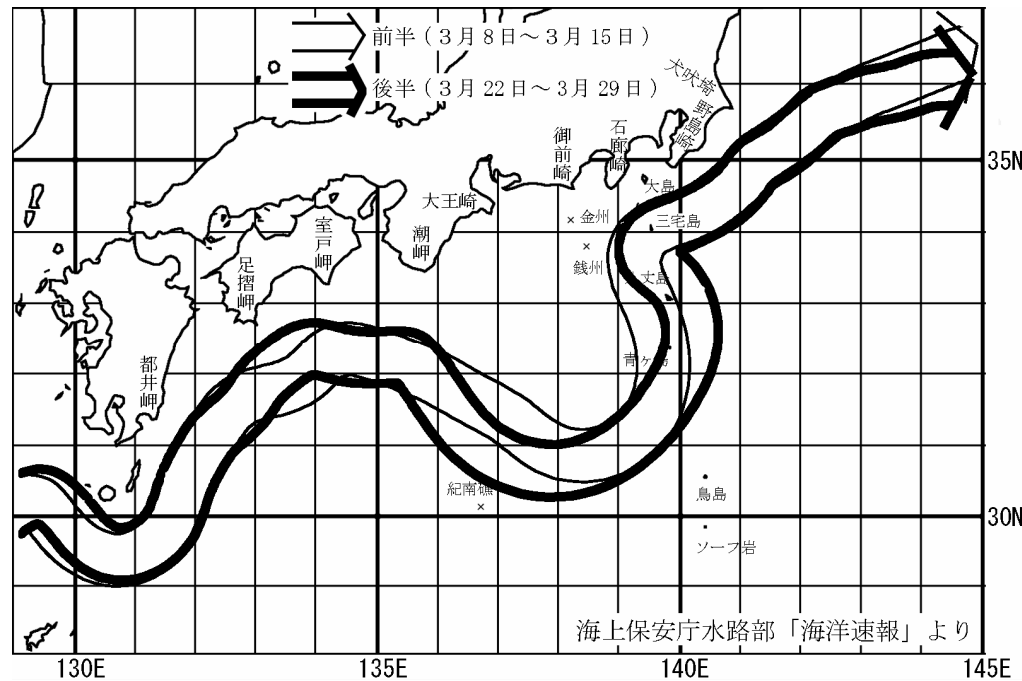 前半(３月８日～３月15日)
後半(３月22日～３月29日)
犬吠埼
野島崎
石廊崎
御前崎
35N
大島
大王崎
金州
三宅島
室戸岬
潮岬
銭州
足摺岬
丈島
青ヶ島
都井岬
紀南礁
鳥島
30N
ソーフ岩
海上保安庁水路部「海洋速報」より
130E
135E
140E
145E